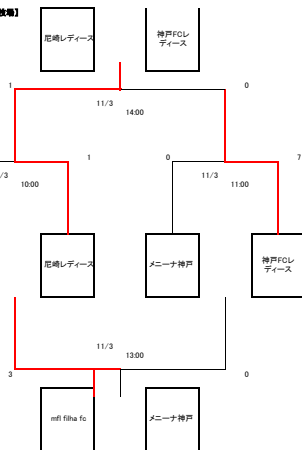 牧場】
尼崎レディース
神戸FCレ
ディース
1
0
11/3
14:00
1
0
7
/3
10:00
11/3
11:00
尼崎レディース
メニーナ神戸
神戸FCレ
ディース
11/3
13:00
3
0
mfl filha fc
メニーナ神戸